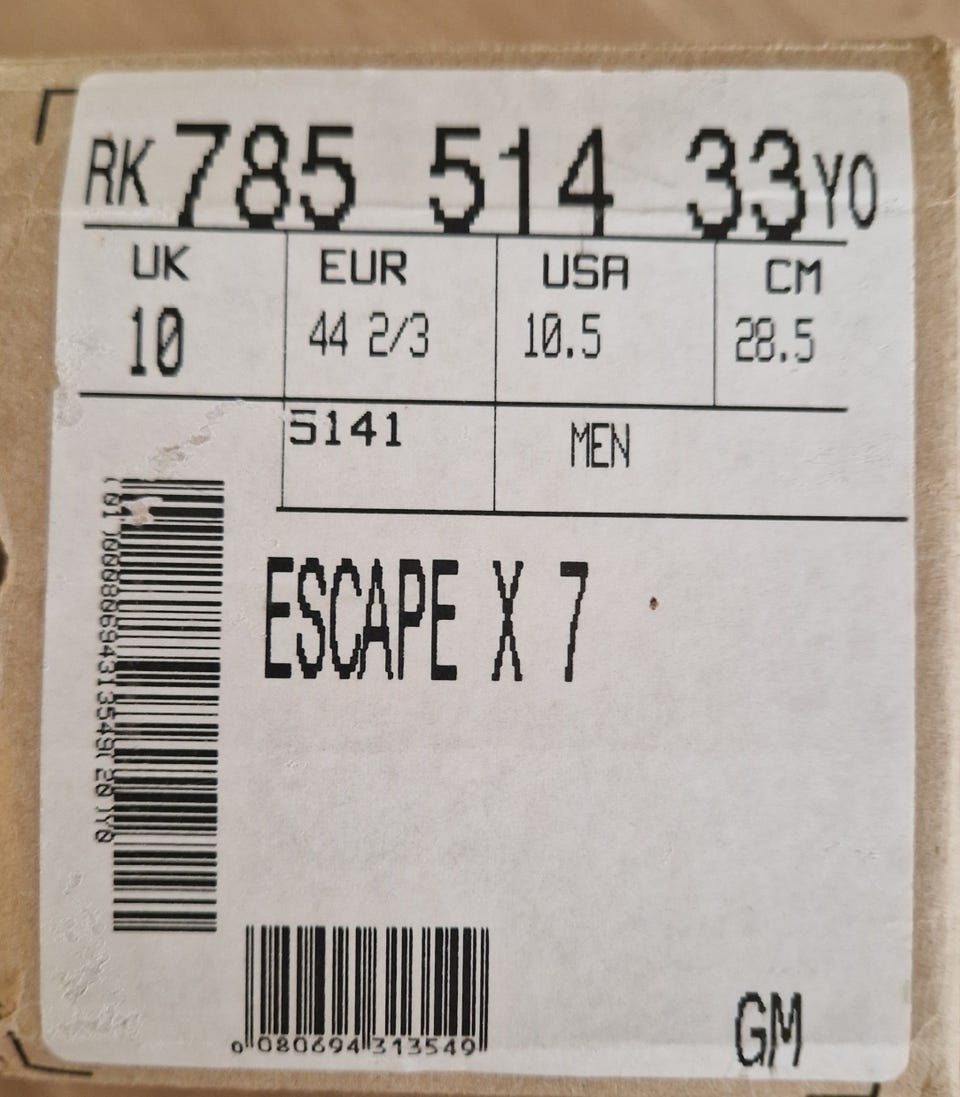 RK 785 514 33 YO
UK EUR USA CM
10 44 2/3 10.5 28.5
5141 MEN
ESCAPE X 7
0 080694 313549
GM